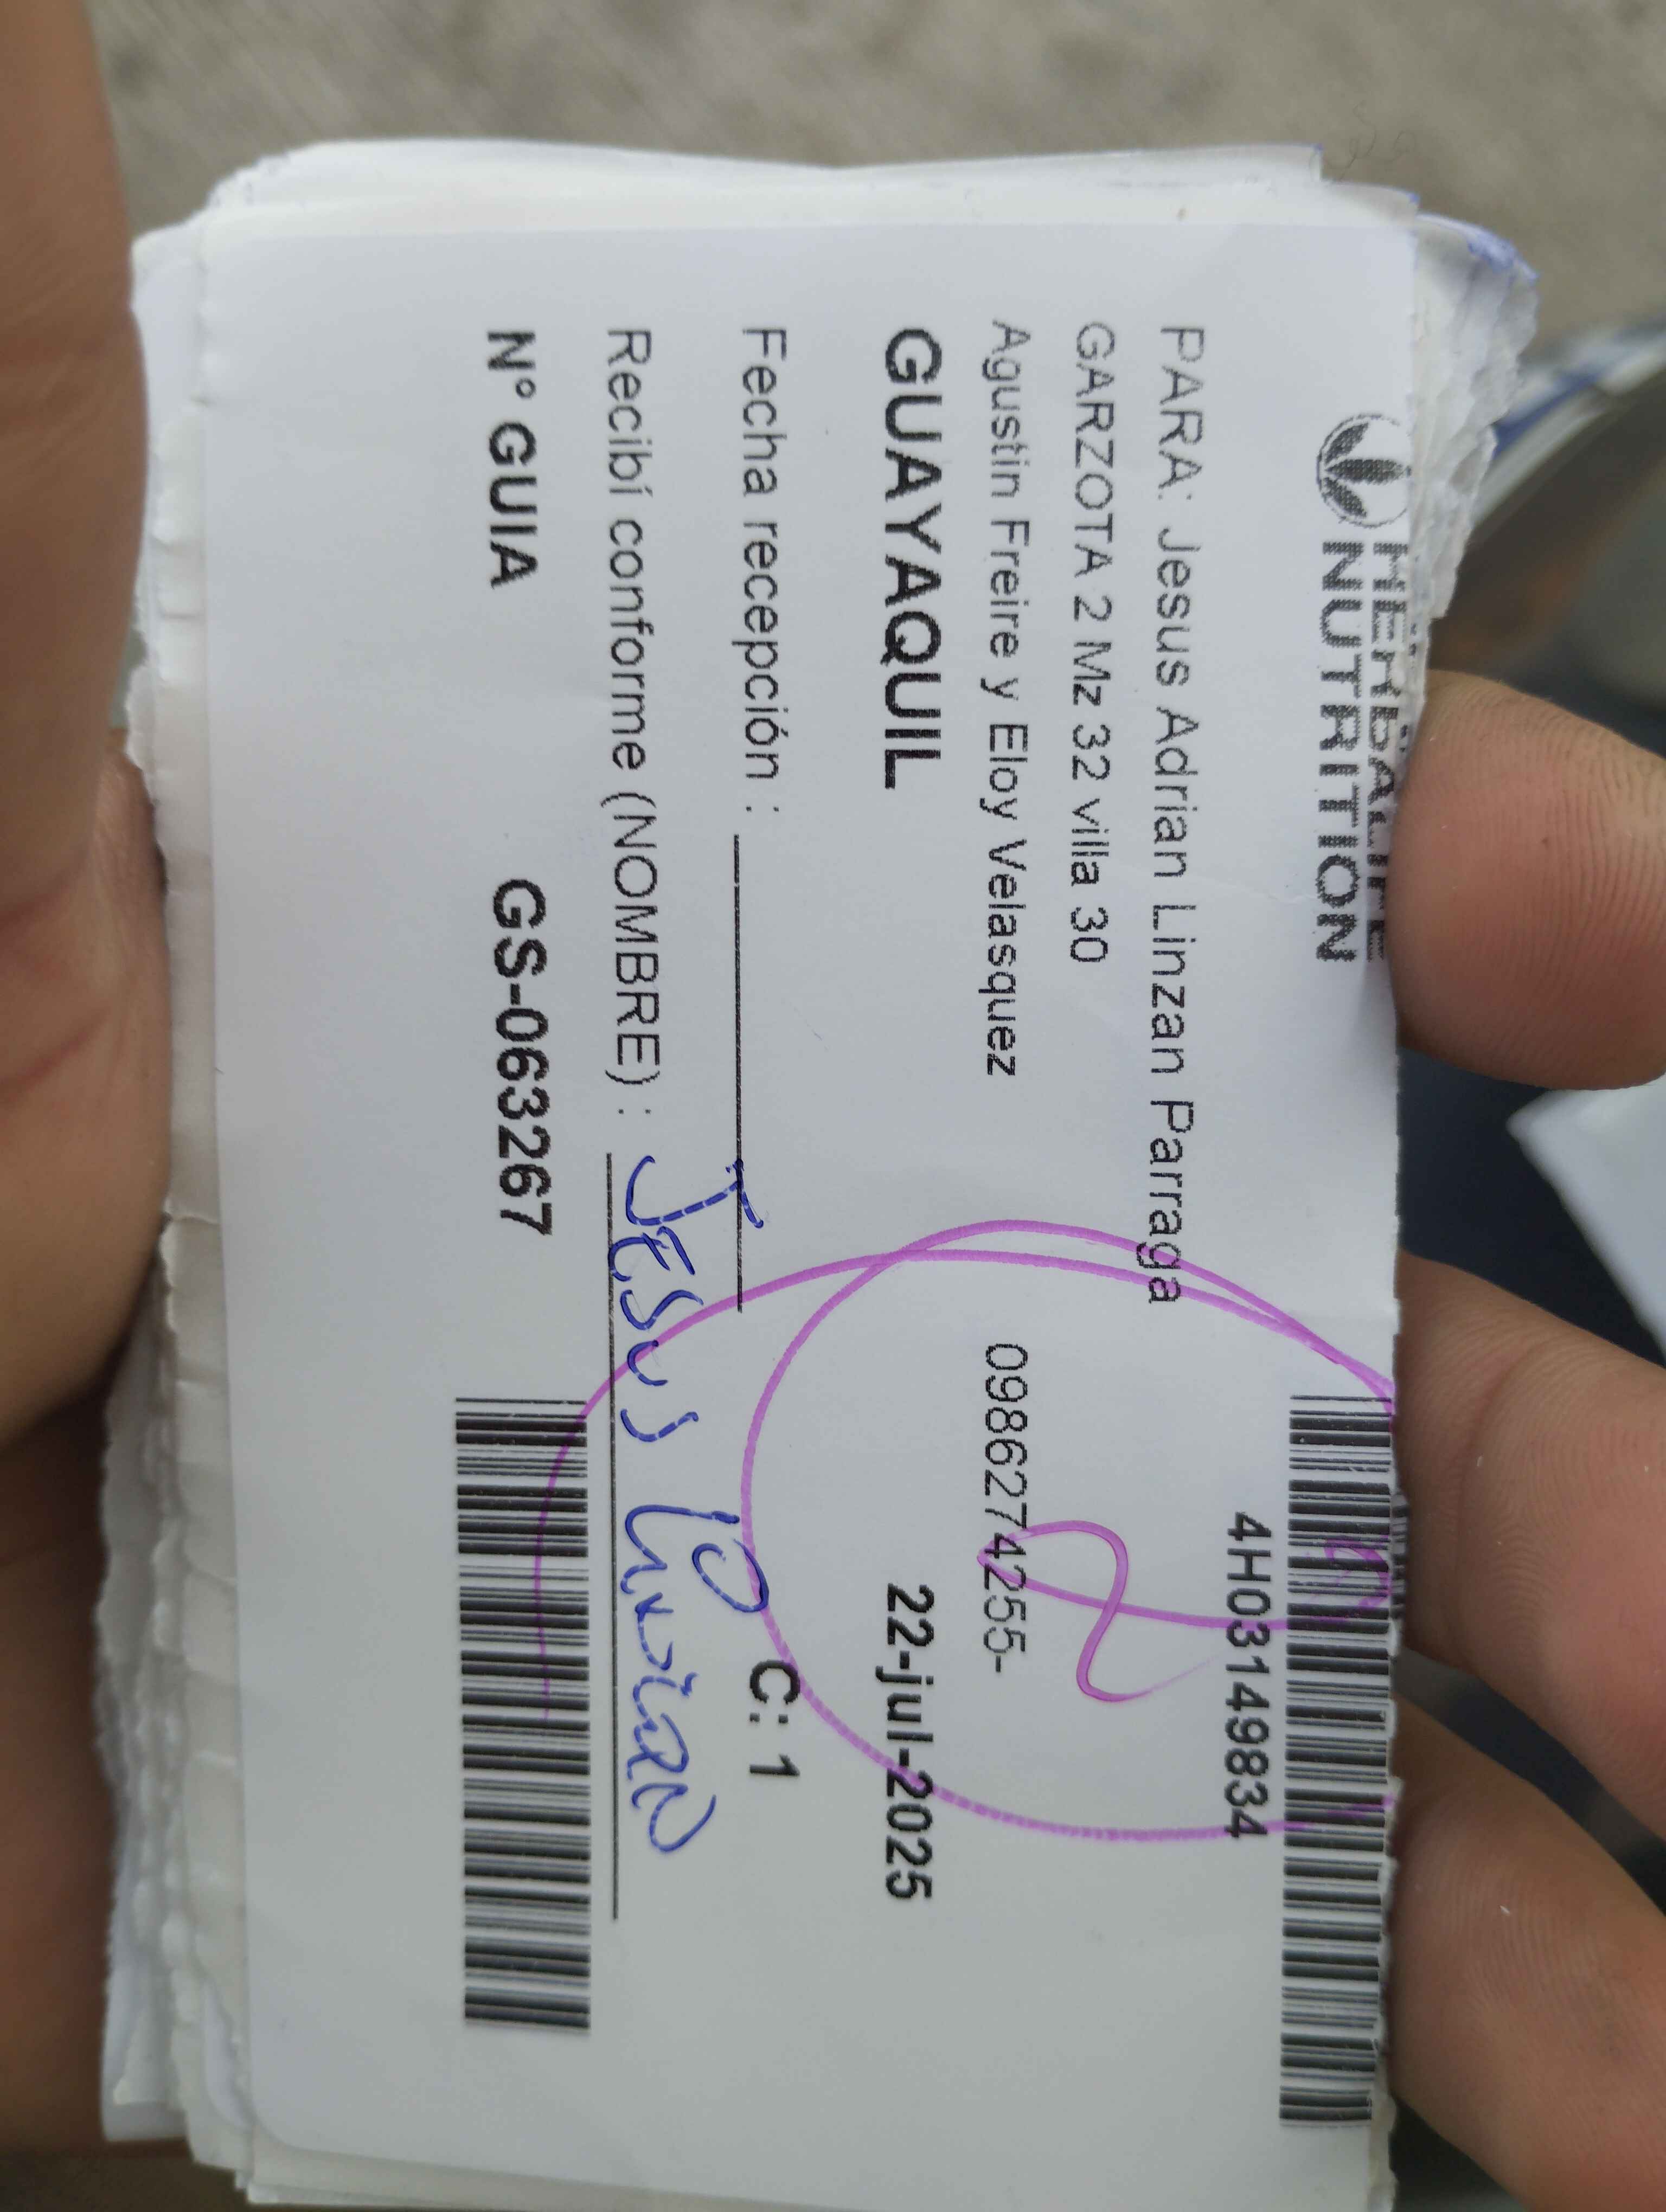 HERBALIFE
NUTRITION
4H03149834
PARA: Jesus Adrian Linzan Parraga
GARZOTA 2 Mz 32 villa 30
Agustin Freire y Eloy Velasquez 0986274255-
GUAYAQUIL 22-jul-2025
Fecha recepción : C: 1
Recibí conforme (NOMBRE) : JESUS
N° GUIA GS-063267